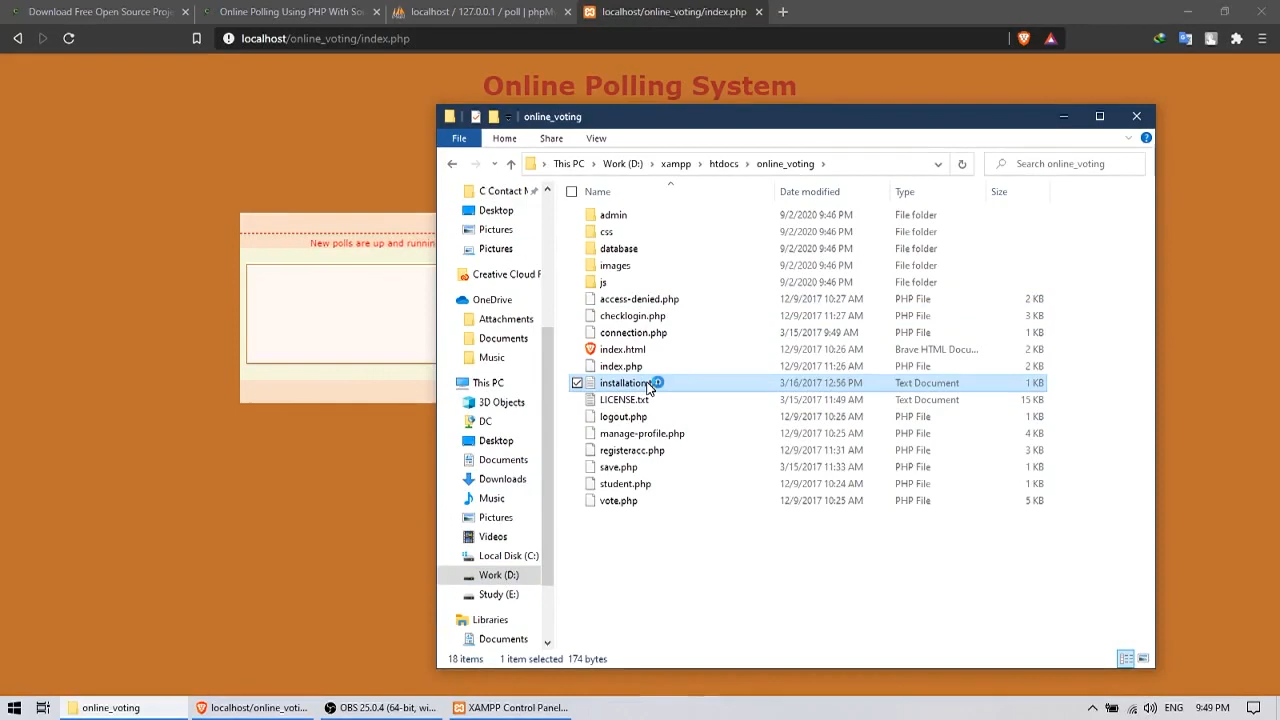 Download Free Open Source Proje
Online Polling Using PHP With So
localhost / 127.0.0.1 / poll | phpM
localhost/online_voting/index.php
localhost/online_voting/index.php
Online Polling System
New polls are up and runnin
online_voting
File Home Share View
This PC Work (D:) xampp htdocs online_voting
Search online_voting
C Contact
Desktop
Pictures
Pictures
Creative Cloud F
OneDrive
Attachments
Documents
Music
This PC
3D Objects
DC
Desktop
Documents
Downloads
Music
Pictures
Videos
Local Disk (C:)
Work (D:)
Study (E:)
Libraries
Documents
Name Date modified Type Size
admin 9/2/2020 9:46 PM File folder
css 9/2/2020 9:46 PM File folder
database 9/2/2020 9:46 PM File folder
images 9/2/2020 9:46 PM File folder
js 9/2/2020 9:46 PM File folder
access-denied.php 12/9/2017 10:27 AM PHP File 2 KB
checklogin.php 12/9/2017 11:27 AM PHP File 3 KB
connection.php 3/15/2017 9:49 AM PHP File 1 KB
index.html 12/9/2017 10:26 AM Brave HTML Docu... 2 KB
index.php 12/9/2017 11:26 AM PHP File 2 KB
installation 3/16/2017 12:56 PM Text Document 1 KB
LICENSE.txt 3/15/2017 11:49 AM Text Document 15 KB
logout.php 12/9/2017 10:26 AM PHP File 2 KB
manage-profile.php 12/9/2017 10:25 AM PHP File 4 KB
registeracc.php 12/9/2017 11:31 AM PHP File 3 KB
save.php 3/15/2017 11:33 AM PHP File 1 KB
student.php 12/9/2017 10:24 AM PHP File 2 KB
vote.php 12/9/2017 10:25 AM PHP File 5 KB
18 items 1 item selected 174 bytes
online_voting
localhost/online_voti...
OBS 25.0.4 (64-bit, wi...
XAMPP Control Panel...
ENG 9:49 PM